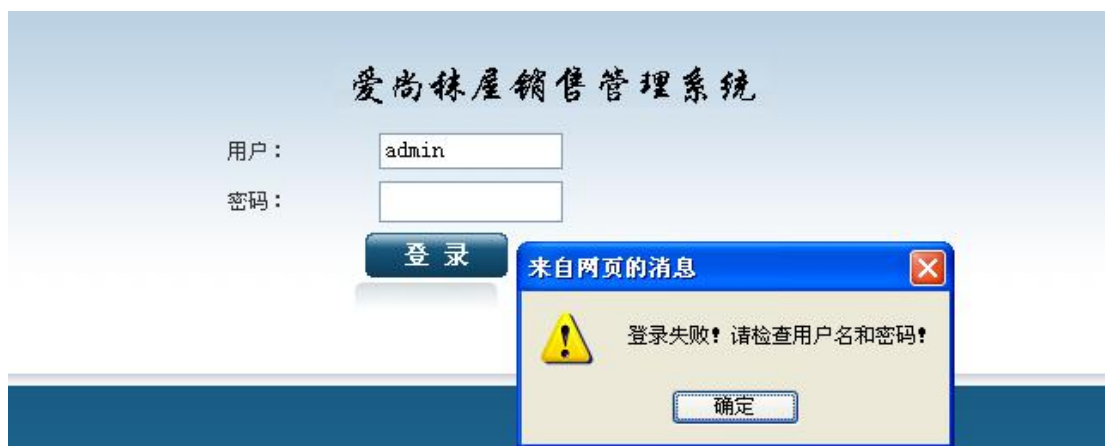 爱尚袜屋销售管理系统
用户：
admin
密码：
登 录
来自网页的消息
登录失败！请检查用户名和密码！
确定